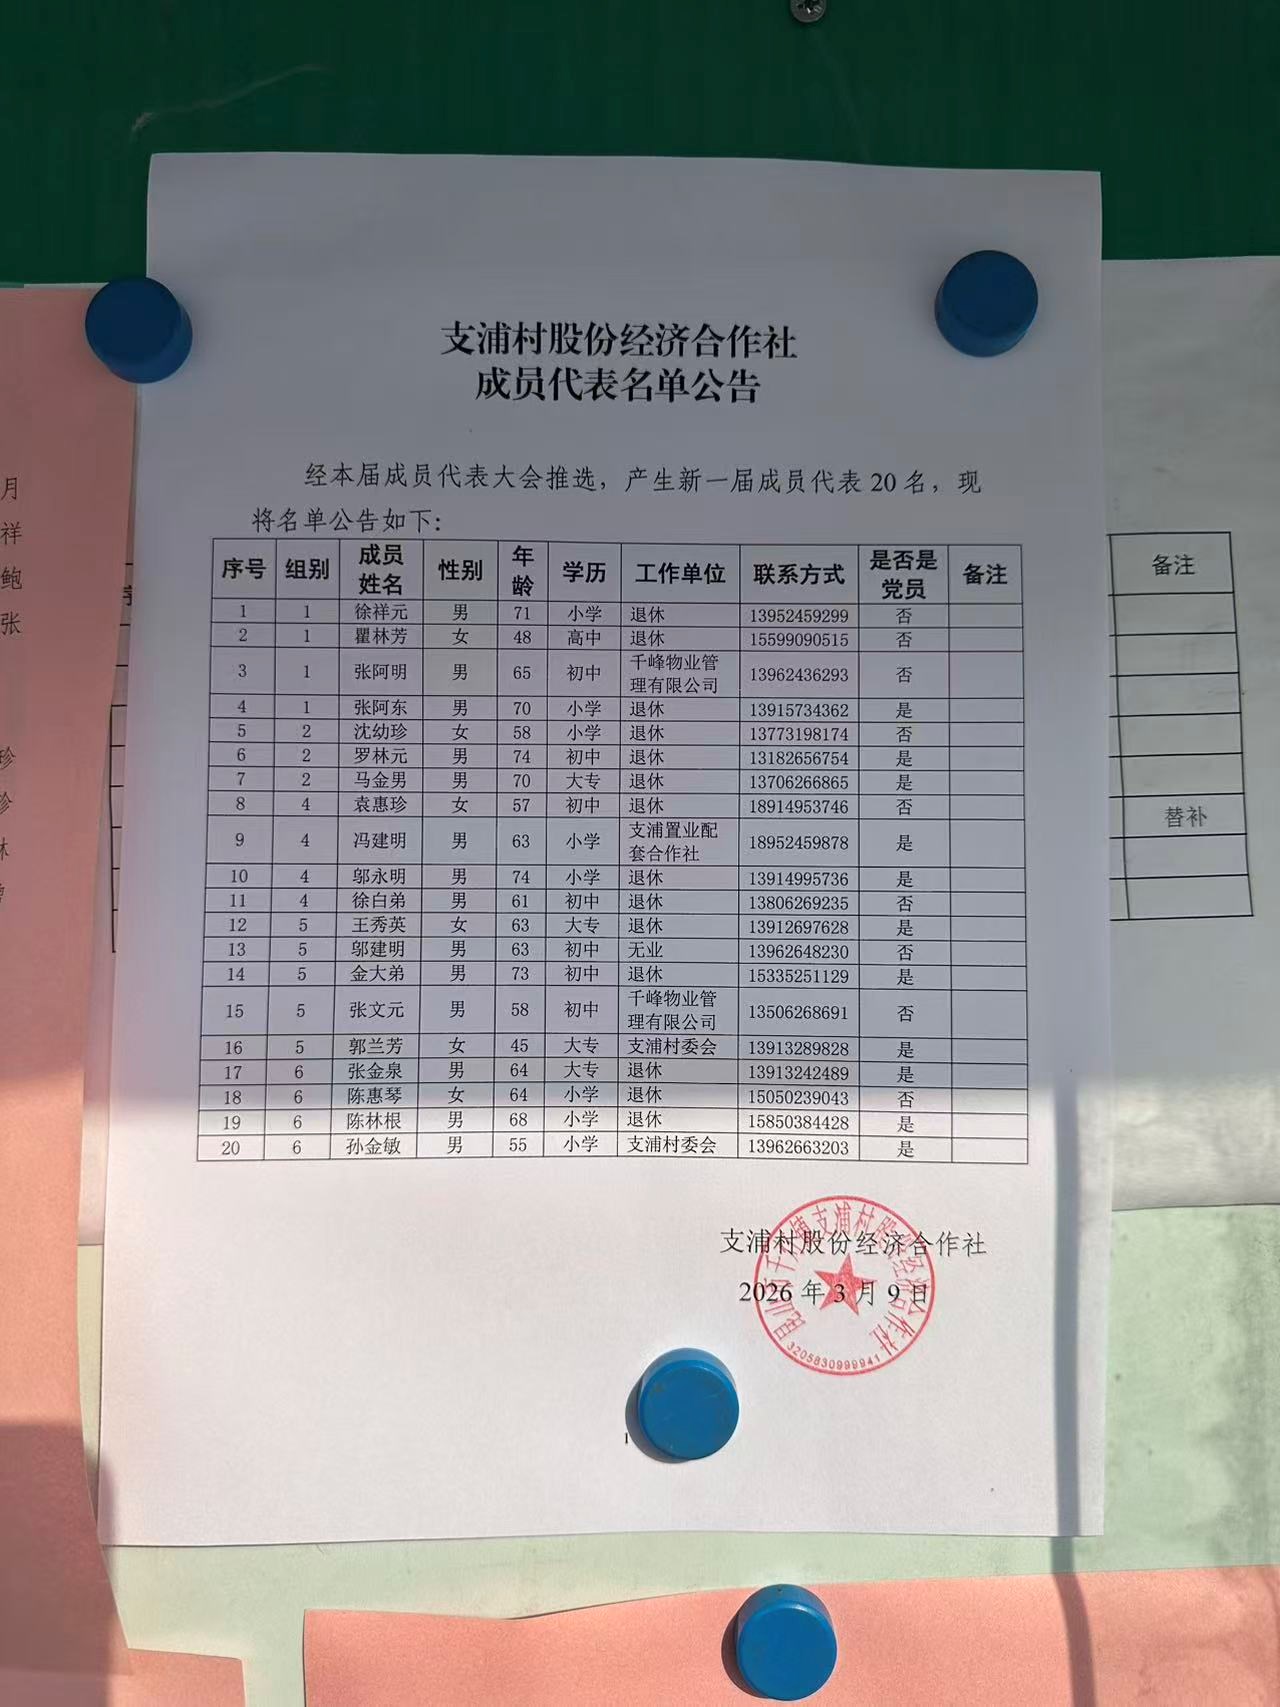 支浦村股份经济合作社
成员代表名单公告
经本届成员代表大会推选，产生新一届成员代表 20 名，现
将名单公告如下：
序号 组别 成员姓名 性别 年龄 学历 工作单位 联系方式 是否是党员 备注
1 1 徐祥元 男 71 小学 退休 13952459299 否
2 1 瞿林芳 女 48 高中 退休 15599090515 否
3 1 张阿明 男 65 初中 千峰物业管理有限公司 13962436293 否
4 1 张阿东 男 70 小学 退休 13915734362 是
5 2 沈幼珍 女 58 小学 退休 13773198174 否
6 2 罗林元 男 74 初中 退休 13182656754 是
7 2 马金男 男 70 大专 退休 13706266865 是
8 4 袁惠珍 女 57 初中 退休 18914953746 否
9 4 冯建明 男 63 小学 支浦置业配套合作社 18952459878 是
10 4 邬永明 男 74 小学 退休 13914995736 是
11 4 徐白弟 男 61 初中 退休 13806269235 否
12 5 王秀英 女 63 大专 退休 13912697628 是
13 5 邬建明 男 63 初中 无业 13962648230 否
14 5 金大弟 男 73 初中 退休 15335251129 是
15 5 张文元 男 58 初中 千峰物业管理有限公司 13506268691 否
16 5 郭兰芳 女 45 大专 支浦村委会 13913289828 是
17 6 张金泉 男 64 大专 退休 13913242489 是
18 6 陈惠琴 女 64 小学 退休 15050239043 否
19 6 陈林根 男 68 小学 退休 15850384428 是
20 6 孙金敏 男 55 小学 支浦村委会 13962663203 是
支浦村股份经济合作社
2026 年 3 月 9 日
3205830999941
1
月
祥
鲍
张
珍
备注
替补